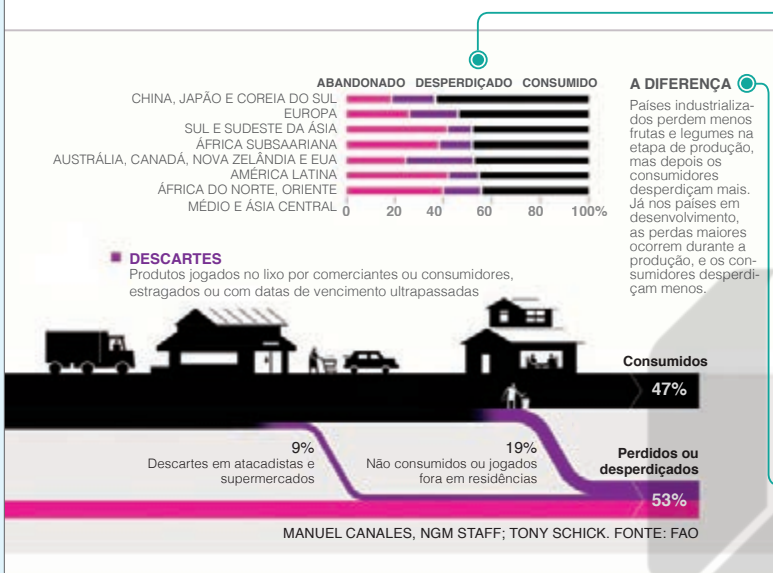 ABANDONADO DESPERDIÇADO CONSUMIDO
CHINA, JAPÃO E COREIA DO SUL
EUROPA
SUL E SUDESTE DA ÁSIA
ÁFRICA SUBSAARIANA
AUSTRÁLIA, CANADÁ, NOVA ZELÂNDIA E EUA
AMÉRICA LATINA
ÁFRICA DO NORTE, ORIENTE
MÉDIO E ÁSIA CENTRAL
0 20 40 60 80 100%
A DIFERENÇA
Países industrializa-
dos perdem menos
frutas e legumes na
etapa de produção,
mas depois os
consumidores
desperdiçam mais.
Já nos países em
desenvolvimento,
as perdas maiores
ocorrem durante a
produção, e os con-
sumidores desperdi-
çam menos.
DESCARTES
Produtos jogados no lixo por comerciantes ou consumidores,
estragados ou com datas de vencimento ultrapassadas
Consumidos
47%
9%
Descartes em atacadistas e
supermercados
19%
Não consumidos ou jogados
fora em residências
Perdidos ou
desperdiçados
53%
MANUEL CANALES, NGM STAFF; TONY SCHICK. FONTE: FAO